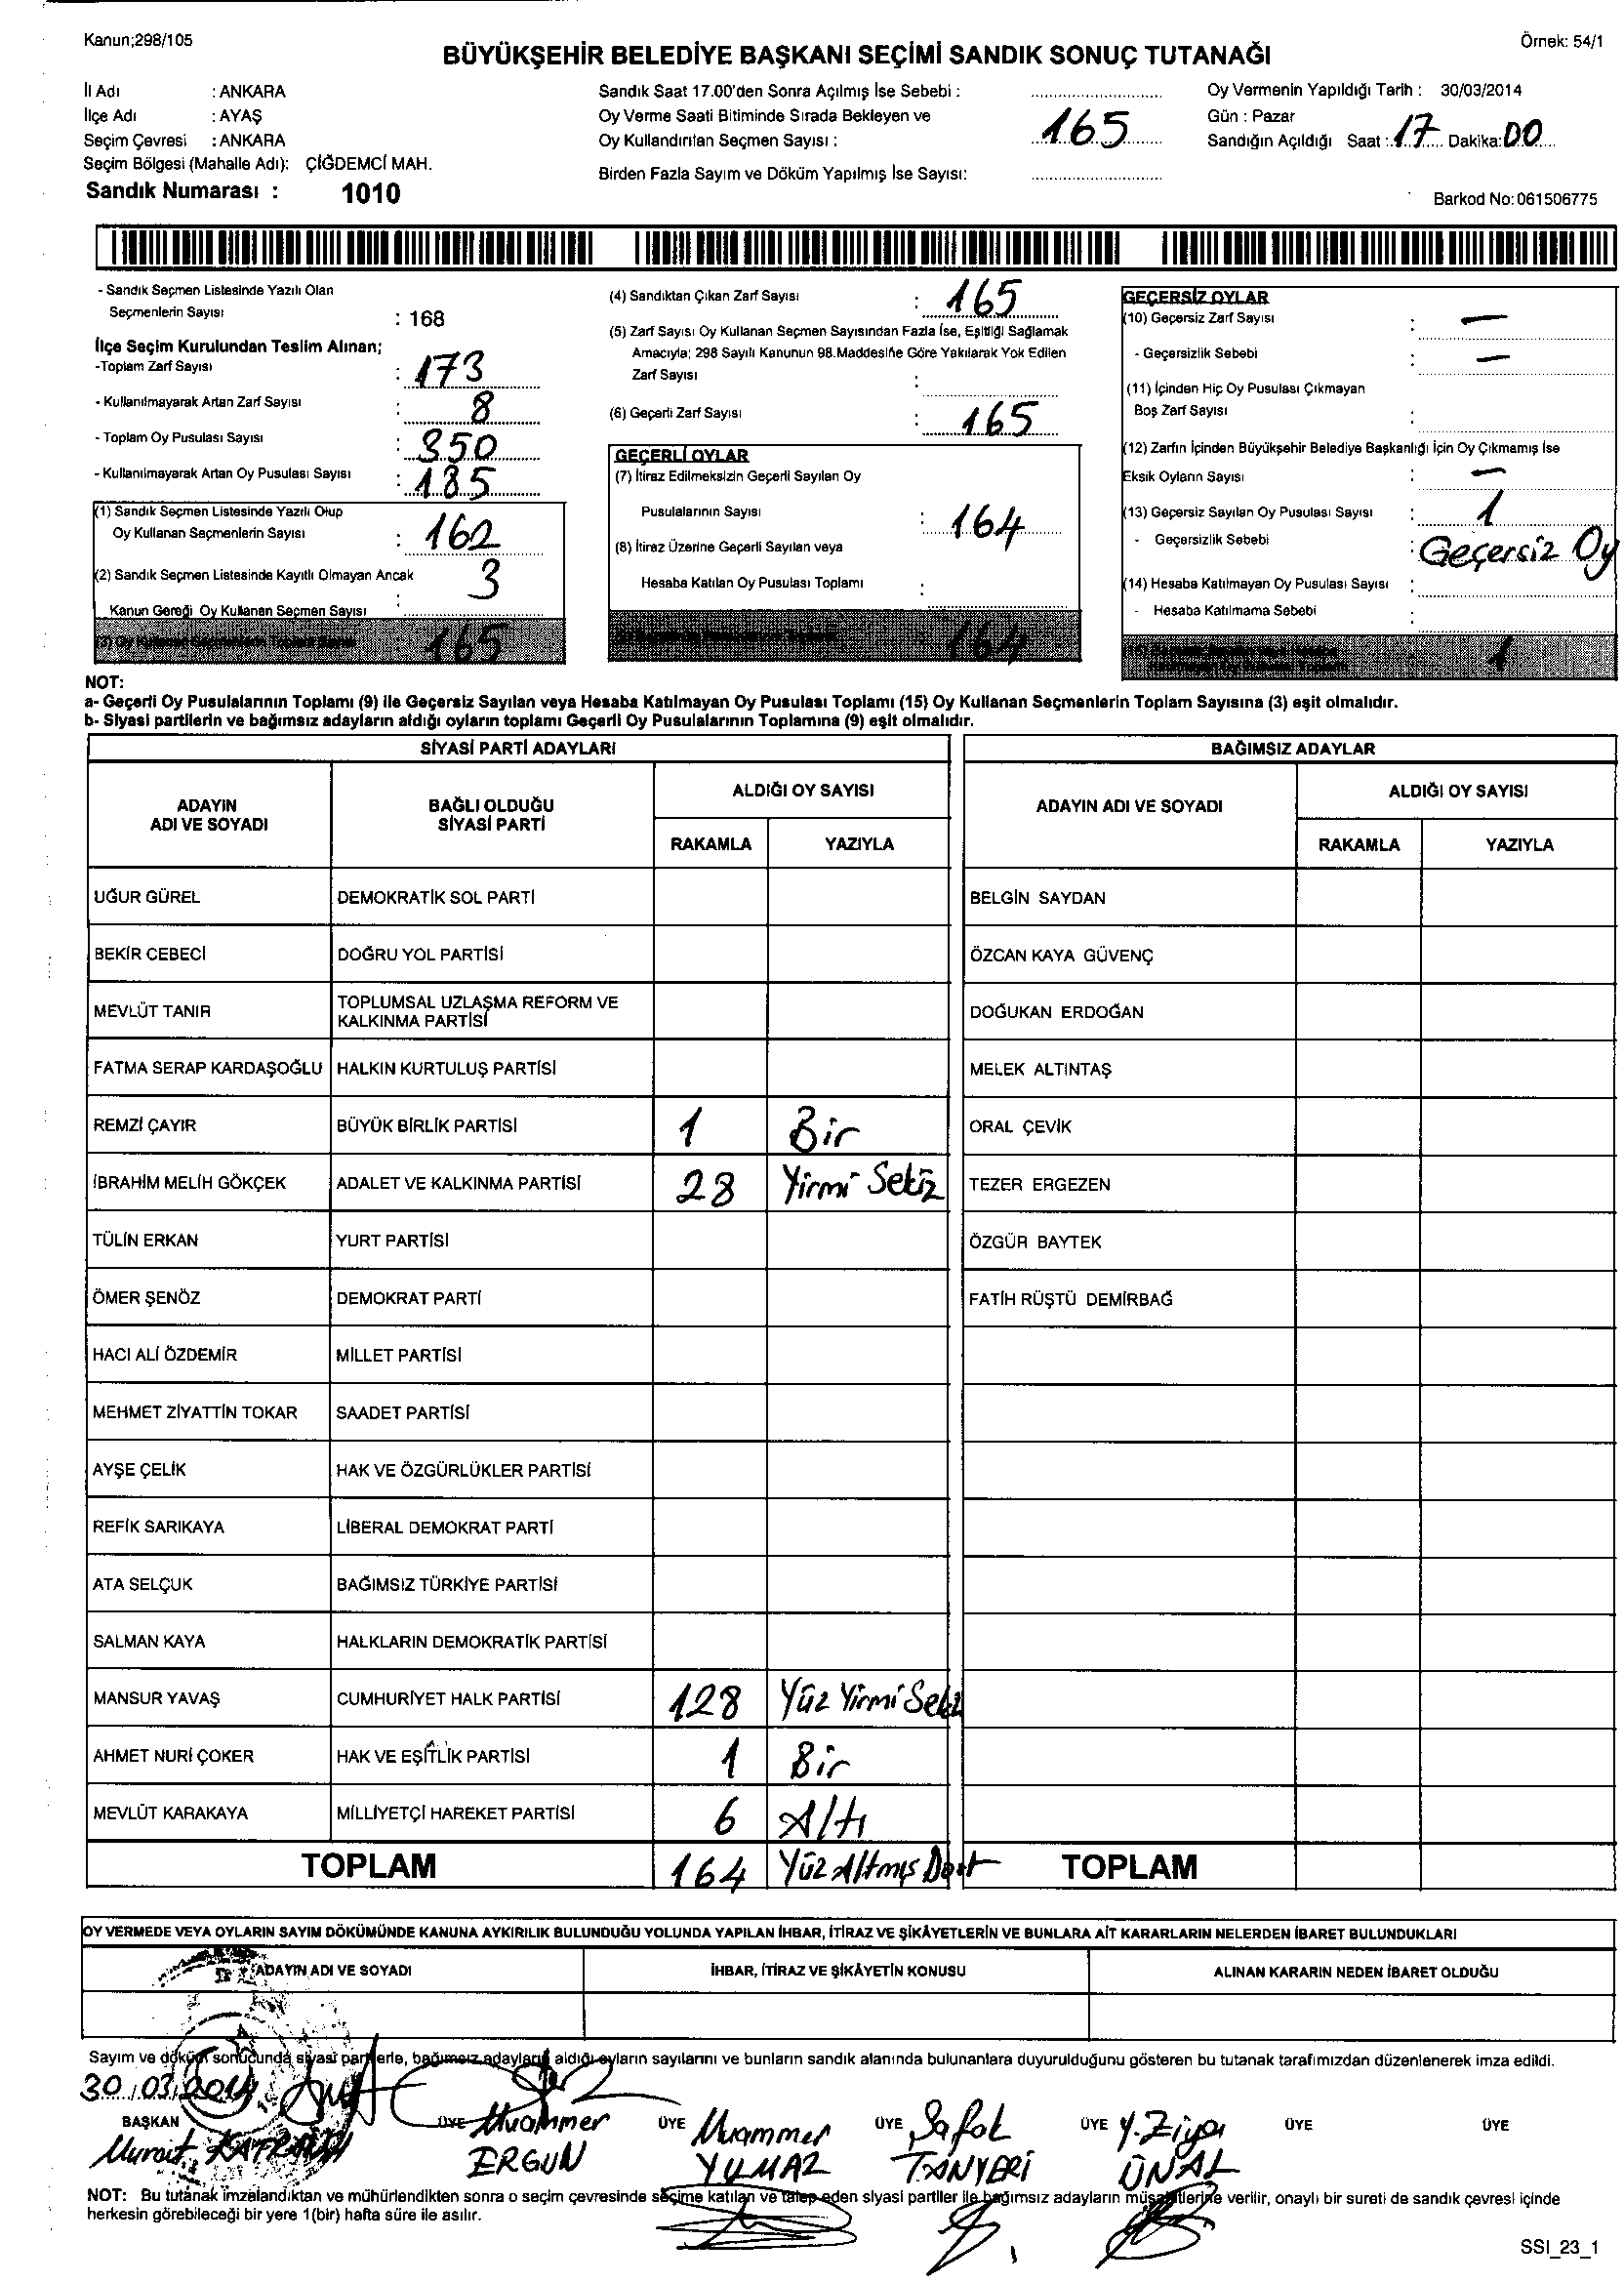 Kanun;298/105
Örnek: 54/1
BÜYÜKŞEHİR BELEDİYE BAŞKANI SEÇİMİ SANDIK SONUÇ TUTANAĞI
İl Adı : ANKARA
İlçe Adı : AYAŞ
Seçim Çevresi : ANKARA
Seçim Bölgesi (Mahalle Adı): ÇİĞDEMCİ MAH.
Sandık Numarası : 1010
Sandık Saat 17.00'den Sonra Açılmış İse Sebebi :
Oy Verme Saati Bitiminde Sırada Bekleyen ve
Oy Kullandırılan Seçmen Sayısı : 165
Birden Fazla Sayım ve Döküm Yapılmış İse Sayısı:
Oy Vermenin Yapıldığı Tarih : 30/03/2014
Gün : Pazar
Sandığın Açıldığı Saat : 17 Dakika: 00
Barkod No: 061506775
- Sandık Seçmen Listesinde Yazılı Olan
Seçmenlerin Sayısı : 168
İlçe Seçim Kurulundan Teslim Alınan;
-Toplam Zarf Sayısı : 173
- Kullanılmayarak Artan Zarf Sayısı : 8
- Toplam Oy Pusulası Sayısı : 350
- Kullanılmayarak Artan Oy Pusulası Sayısı : 185
(1) Sandık Seçmen Listesinde Yazılı Olup
Oy Kullanan Seçmenlerin Sayısı : 162
(2) Sandık Seçmen Listesinde Kayıtlı Olmayan Ancak
Kanun Gereği Oy Kullanan Seçmen Sayısı : 3
(3) Oy Kullanan Seçmenlerin Toplam Sayısı : 165
(4) Sandıktan Çıkan Zarf Sayısı : 165
(5) Zarf Sayısı Oy Kullanan Seçmen Sayısından Fazla İse, Eşitliği Sağlamak
Amacıyla; 298 Sayılı Kanunun 98.Maddesine Göre Yakılarak Yok Edilen
Zarf Sayısı :
(6) Geçerli Zarf Sayısı : 165
GEÇERLİ OYLAR
(7) İtiraz Edilmeksizin Geçerli Sayılan Oy
Pusulalarının Sayısı : 164
(8) İtiraz Üzerine Geçerli Sayılan veya
Hesaba Katılan Oy Pusulası Toplamı :
: 164
GEÇERSİZ OYLAR
(10) Geçersiz Zarf Sayısı : —
- Geçersizlik Sebebi : —
(11) İçinden Hiç Oy Pusulası Çıkmayan
Boş Zarf Sayısı :
(12) Zarfın İçinden Büyükşehir Belediye Başkanlığı İçin Oy Çıkmamış İse
Eksik Oyların Sayısı : —
(13) Geçersiz Sayılan Oy Pusulası Sayısı : 1
- Geçersizlik Sebebi : Geçersiz Oy
(14) Hesaba Katılmayan Oy Pusulası Sayısı :
- Hesaba Katılmama Sebebi :
: 1
NOT:
a- Geçerli Oy Pusulalarının Toplamı (9) ile Geçersiz Sayılan veya Hesaba Katılmayan Oy Pusulası Toplamı (15) Oy Kullanan Seçmenlerin Toplam Sayısına (3) eşit olmalıdır.
b- Siyasi partilerin ve bağımsız adayların aldığı oyların toplamı Geçerli Oy Pusulalarının Toplamına (9) eşit olmalıdır.
SİYASİ PARTİ ADAYLARI BAĞIMSIZ ADAYLAR
ADAYIN ADI VE SOYADI
BAĞLI OLDUĞU SİYASİ PARTİ
ALDIĞI OY SAYISI
RAKAMLA YAZIYLA
ADAYIN ADI VE SOYADI
ALDIĞI OY SAYISI
RAKAMLA YAZIYLA
UĞUR GÜREL DEMOKRATİK SOL PARTİ BELGİN SAYDAN
BEKİR CEBECİ DOĞRU YOL PARTİSİ ÖZCAN KAYA GÜVENÇ
MEVLÜT TANIR TOPLUMSAL UZLAŞMA REFORM VE KALKINMA PARTİSİ DOĞUKAN ERDOĞAN
FATMA SERAP KARDAŞOĞLU HALKIN KURTULUŞ PARTİSİ MELEK ALTINTAŞ
REMZİ ÇAYIR BÜYÜK BİRLİK PARTİSİ 1 Bir ORAL ÇEVİK
İBRAHİM MELİH GÖKÇEK ADALET VE KALKINMA PARTİSİ 28 Yirmi Sekiz TEZER ERGEZEN
TÜLİN ERKAN YURT PARTİSİ ÖZGÜR BAYTEK
ÖMER ŞENÖZ DEMOKRAT PARTİ FATİH RÜŞTÜ DEMİRBAĞ
HACI ALİ ÖZDEMİR MİLLET PARTİSİ
MEHMET ZİYATTİN TOKAR SAADET PARTİSİ
AYŞE ÇELİK HAK VE ÖZGÜRLÜKLER PARTİSİ
REFİK SARIKAYA LİBERAL DEMOKRAT PARTİ
ATA SELÇUK BAĞIMSIZ TÜRKİYE PARTİSİ
SALMAN KAYA HALKLARIN DEMOKRATİK PARTİSİ
MANSUR YAVAŞ CUMHURİYET HALK PARTİSİ 128 Yüz Yirmi Sekiz
AHMET NURİ ÇOKER HAK VE EŞİTLİK PARTİSİ 1 Bir
MEVLÜT KARAKAYA MİLLİYETÇİ HAREKET PARTİSİ 6 Altı
TOPLAM 164 Yüz Altmış Dört TOPLAM
OY VERMEDE VEYA OYLARIN SAYIM DÖKÜMÜNDE KANUNA AYKIRILIK BULUNDUĞU YOLUNDA YAPILAN İHBAR, İTİRAZ VE ŞİKÂYETLERİN VE BUNLARA AİT KARARLARIN NELERDEN İBARET BULUNDUKLARI
ADAYIN ADI VE SOYADI İHBAR, İTİRAZ VE ŞİKÂYETİN KONUSU ALINAN KARARIN NEDEN İBARET OLDUĞU
Sayım ve döküm sonucunda siyasi partilerle, bağımsız adayların aldığı oyların sayılarını ve bunların sandık alanında bulunanlara duyurulduğunu gösteren bu tutanak tarafımızdan düzenlenerek imza edildi.
30/03/2014
BAŞKAN ÜYE ÜYE ÜYE ÜYE ÜYE ÜYE
Murat Muammer ERGUN Muammer YILMAZ Şafak TANYERİ Y.Ziya ÜNAL
NOT: Bu tutanak imzalandıktan ve mühürlendikten sonra o seçim çevresinde seçime katılan ve talep eden siyasi partiler ile bağımsız adayların müşahitlerine verilir, onaylı bir sureti de sandık çevresi içinde
herkesin görebileceği bir yere 1(bir) hafta süre ile asılır.
SSI_23_1